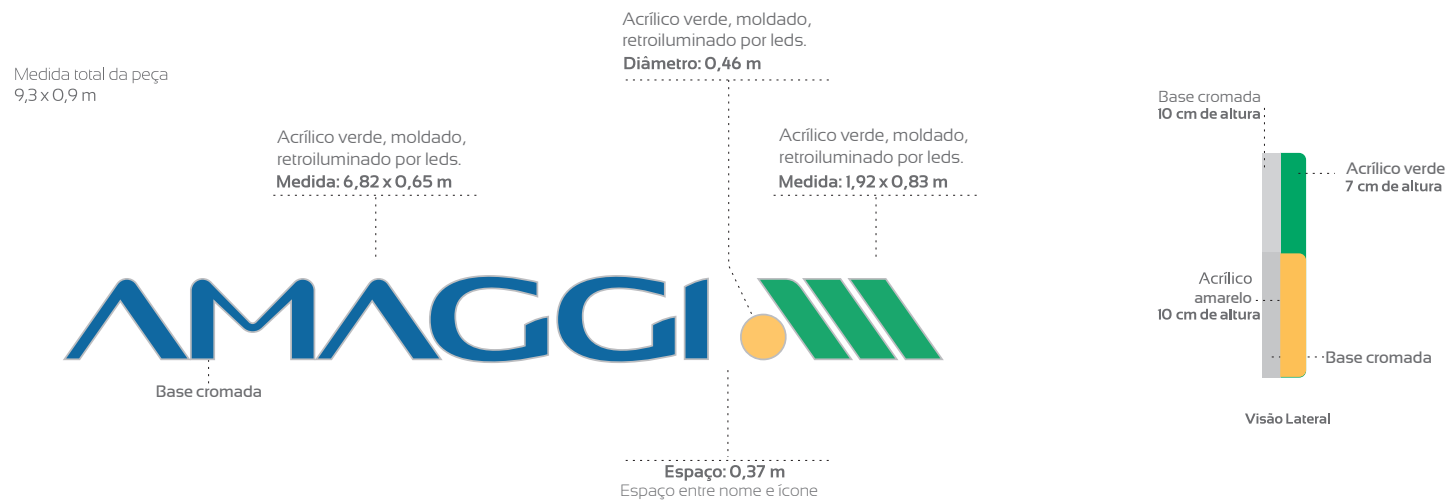 Acrílico verde, moldado,
retroiluminado por leds.
Diâmetro: 0,46 m
Medida total da peça
9,3 x 0,9 m
Acrílico verde, moldado,
retroiluminado por leds.
Medida: 6,82 x 0,65 m
Acrílico verde, moldado,
retroiluminado por leds.
Medida: 1,92 x 0,83 m
AMAGGI
Base cromada
Espaço: 0,37 m
Espaço entre nome e ícone
Base cromada
10 cm de altura
Acrílico verde
7 cm de altura
Acrílico
amarelo
10 cm de altura
Base cromada
Visão Lateral